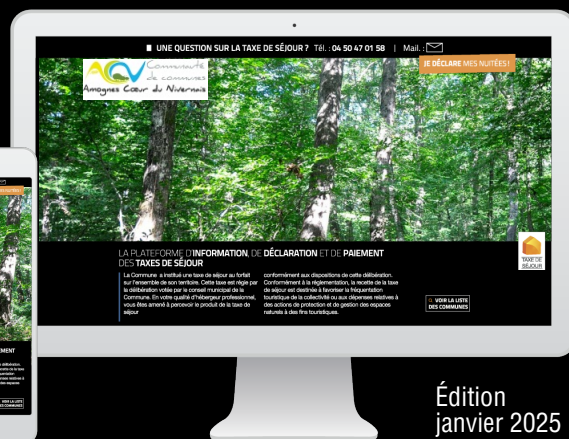 UNE QUESTION SUR LA TAXE DE SÉJOUR ? Tél. : 04 50 47 01 58 | Mail. :
JE DÉCLARE MES NUITÉES !
Communauté
de communes
Amognes Cœur du Nivernais
LA PLATEFORME D'INFORMATION, DE DÉCLARATION ET DE PAIEMENT
DES TAXES DE SÉJOUR
La Commune a institué une taxe de séjour au forfait
sur l'ensemble de son territoire. Cette taxe est régie par
la délibération votée par le conseil municipal de la
Commune. En votre qualité d'hébergeur professionnel,
vous êtes amené à percevoir le produit de la taxe de
séjour
conformément aux dispositions de cette délibération.
Conformément à la réglementation, la recette de la taxe
de séjour est destinée à favoriser la fréquentation
touristique de la collectivité ou aux dépenses relatives à
des actions de protection et de gestion des espaces
naturels à des fins touristiques.
TAXE DE
SÉJOUR
VOIR LA LISTE
DES COMMUNES
Édition
janvier 2025